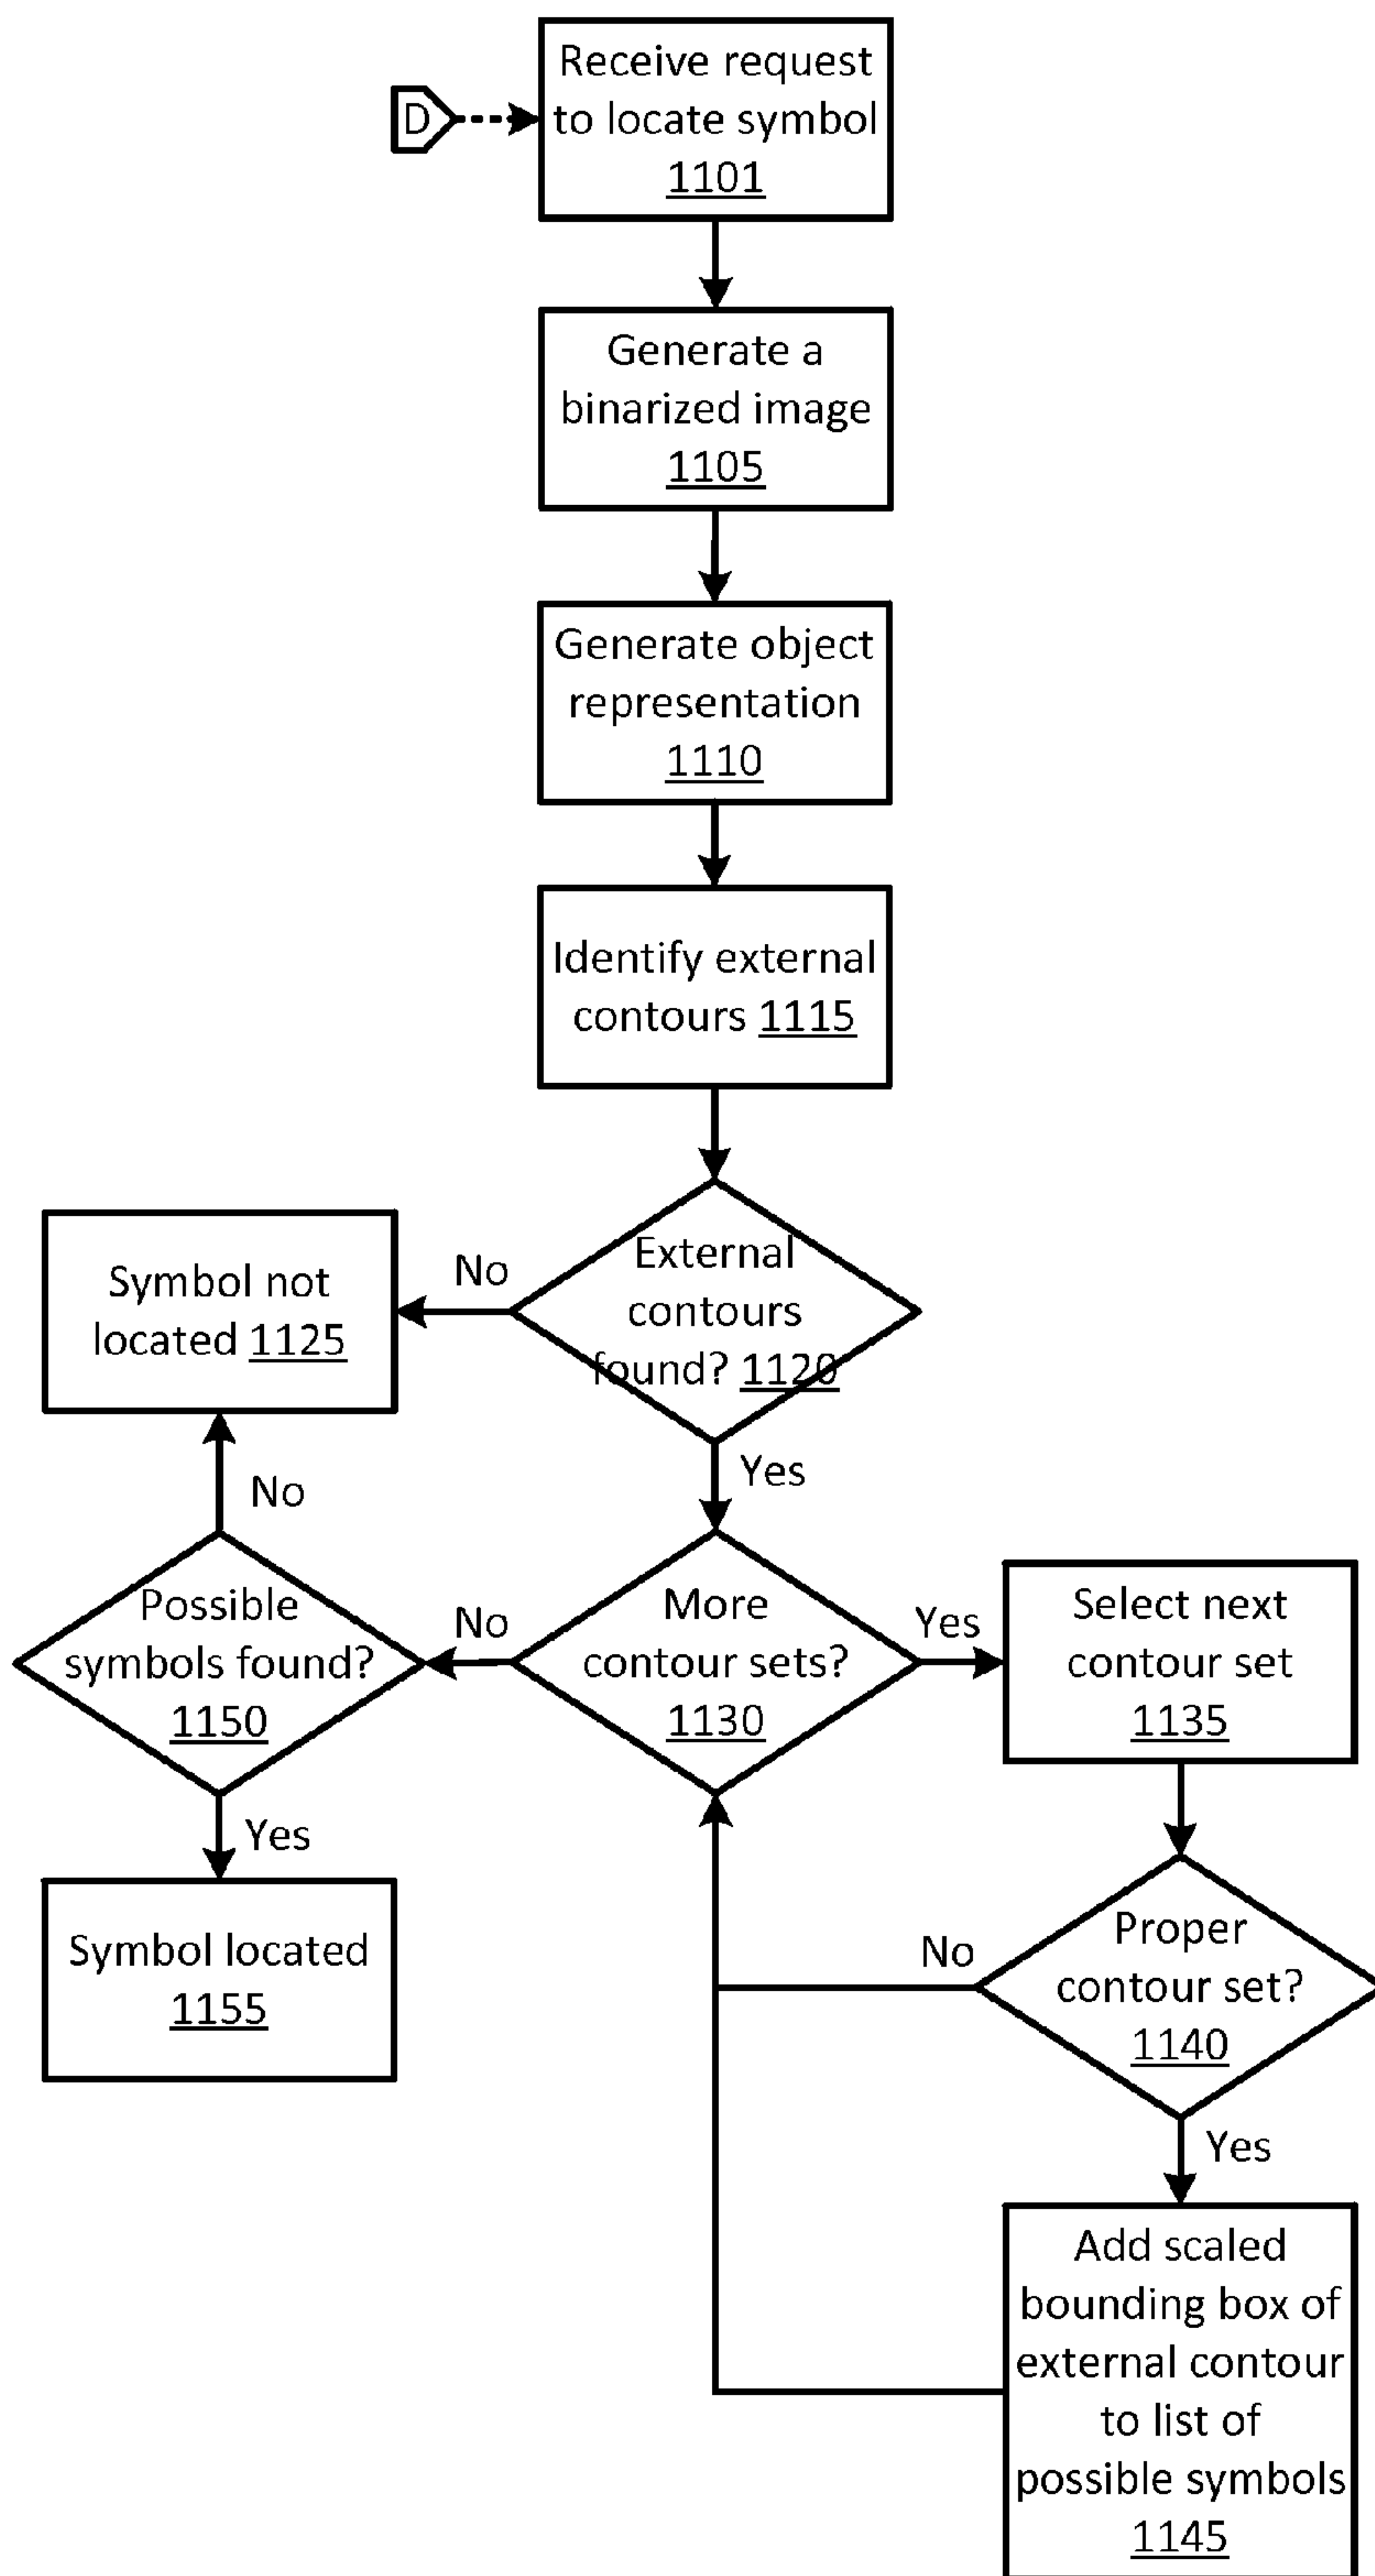 Receive request
to locate symbol
1101
D
Generate a
binarized image
1105
Generate object
representation
1110
Identify external
contours 1115
External
contours
found? 1120
No
Symbol not
located 1125
Yes
No
More
contour sets?
1130
No
Possible
symbols found?
1150
Yes
Select next
contour set
1135
Yes
Symbol located
1155
Proper
contour set?
1140
No
Yes
Add scaled
bounding box of
external contour
to list of
possible symbols
1145